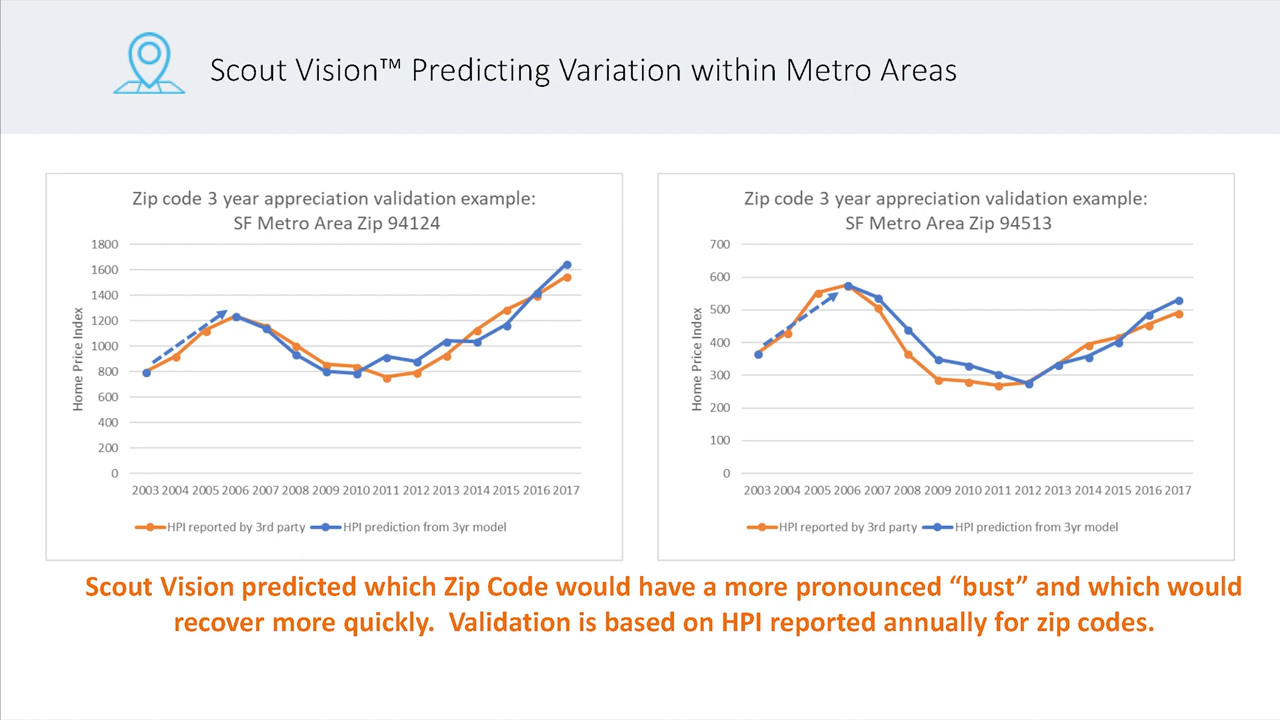 Scout Vision™ Predicting Variation within Metro Areas
Zip code 3 year appreciation validation example:
SF Metro Area Zip 94124
1800
1600
1400
1200
1000
800
600
400
200
0
Home Price Index
2003 2004 2005 2006 2007 2008 2009 2010 2011 2012 2013 2014 2015 2016 2017
HPI reported by 3rd party
HPI prediction from 3yr model
Zip code 3 year appreciation validation example:
SF Metro Area Zip 94513
700
600
500
400
300
200
100
0
Home Price Index
2003 2004 2005 2006 2007 2008 2009 2010 2011 2012 2013 2014 2015 2016 2017
HPI reported by 3rd party
HPI prediction from 3yr model
Scout Vision predicted which Zip Code would have a more pronounced “bust” and which would
recover more quickly.  Validation is based on HPI reported annually for zip codes.